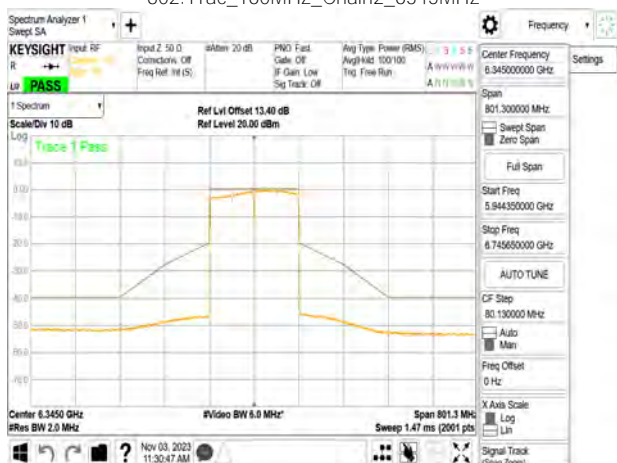 Spectrum Analyzer 1
Swept SA
Frequency
KEYSIGHT
Input: RF
R
PASS
Input Z: 50 Ω
Corrections: Off
Freq Ref: Int (S)
#Atten: 20 dB
PNO: Fast
Gate: Off
IF Gain: Low
Sig Track: Off
Avg Type: Power (RMS)
Avg|Hold: 100/100
Trig: Free Run
Center Frequency
6.345000000 GHz
Settings
1 Spectrum
Scale/Div 10 dB
Log
Ref Lvl Offset 13.40 dB
Ref Level 20.00 dBm
Trace 1 Pass
Span
801.300000 MHz
Swept Span
Zero Span
Full Span
Start Freq
5.944350000 GHz
Stop Freq
6.745650000 GHz
AUTO TUNE
CF Step
80.130000 MHz
Auto
Man
Freq Offset
0 Hz
X Axis Scale
Log
Lin
Signal Track
(Span Zoom)
Center 6.3450 GHz
#Res BW 2.0 MHz
#Video BW 6.0 MHz*
Span 801.3 MHz
Sweep 1.47 ms (2001 pts
Nov 03, 2023
11:30:47 AM